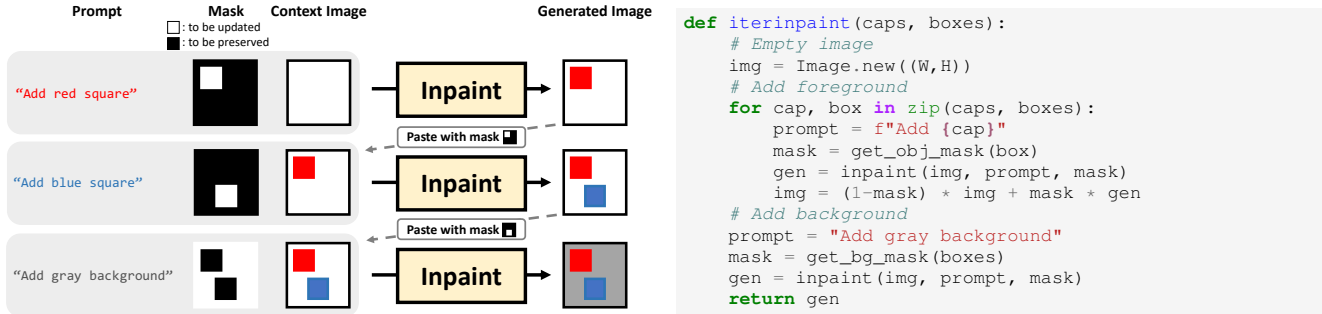 Prompt
Mask
Context Image
Generated Image
: to be updated
: to be preserved
“Add red square”
Inpaint
Paste with mask
“Add blue square”
Inpaint
Paste with mask
“Add gray background”
Inpaint
def iterinpaint(caps, boxes):
# Empty image
img = Image.new((W,H))
# Add foreground
for cap, box in zip(caps, boxes):
prompt = f"Add {cap}"
mask = get_obj_mask(box)
gen = inpaint(img, prompt, mask)
img = (1-mask) * img + mask * gen
# Add background
prompt = "Add gray background"
mask = get_bg_mask(boxes)
gen = inpaint(img, prompt, mask)
return gen